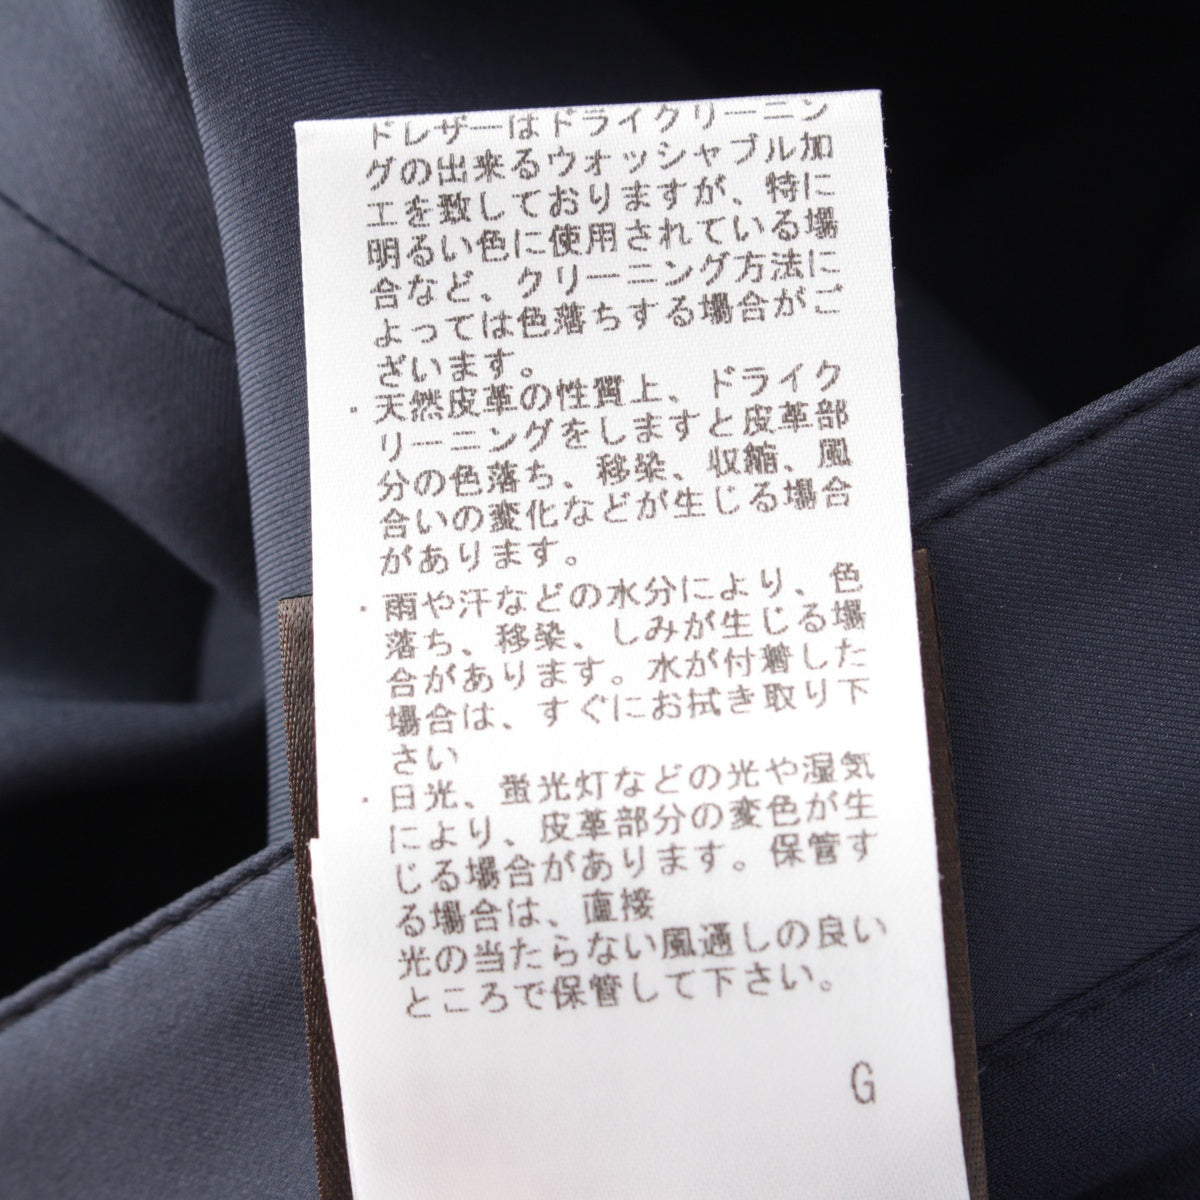 ドレザーはドライクリーニン
グの出来るウォッシャブル加
工を致しておりますが、特に
明るい色に使用されている場
合など、クリーニング方法に
よっては色落ちする場合がご
ざいます。
・天然皮革の性質上、ドライク
リーニングをしますと皮革部
分の色落ち、移染、収縮、風
合いの変化などが生じる場合
があります。
・雨や汗などの水分により、色
落ち、移染、しみが生じる場
合があります。水が付着した
場合は、すぐにお拭き取り下
さい
・日光、蛍光灯などの光や湿気
により、皮革部分の変色が生
じる場合があります。保管す
る場合は、直接
光の当たらない風通しの良い
ところで保管して下さい。
G